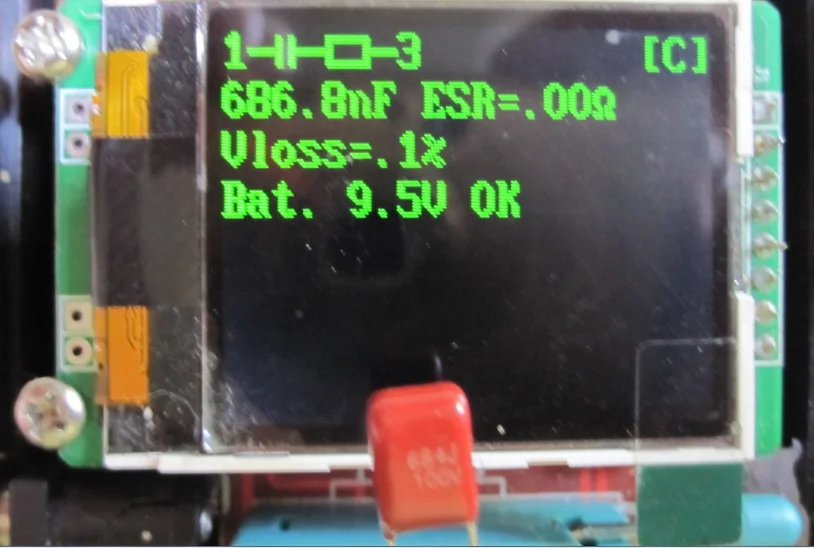 1 3 [C]
686.8nF ESR=.00Ω
Vloss=.1%
Bat. 9.5V OK
684J
100V